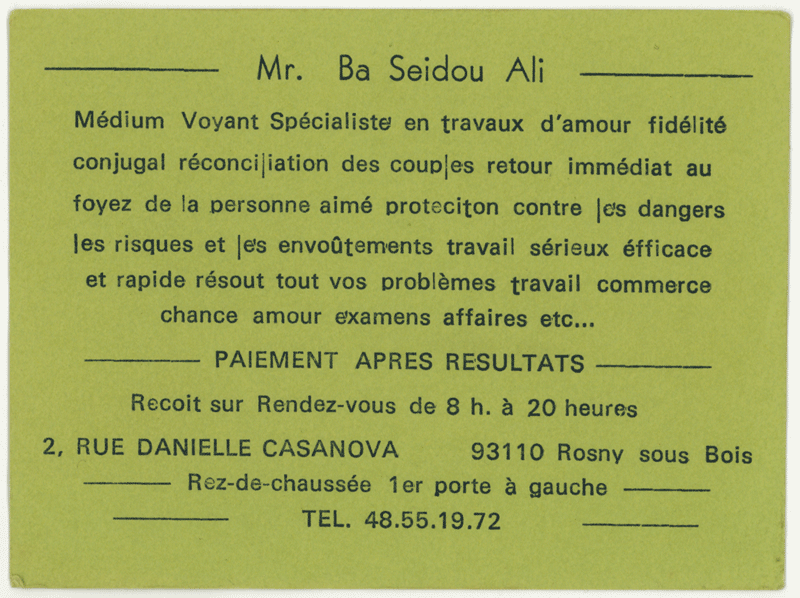 Mr. Ba Seidou Ali
Médium Voyant Spécialiste en travaux d'amour fidélité
conjugal réconciliation des couples retour immédiat au
foyez de la personne aimé proteciton contre les dangers
les risques et les envoûtements travail sérieux éfficace
et rapide résout tout vos problèmes travail commerce
chance amour examens affaires etc...
PAIEMENT APRES RESULTATS
Recoit sur Rendez-vous de 8 h. à 20 heures
2, RUE DANIELLE CASANOVA 93110 Rosny sous Bois
Rez-de-chaussée 1er porte à gauche
TEL. 48.55.19.72